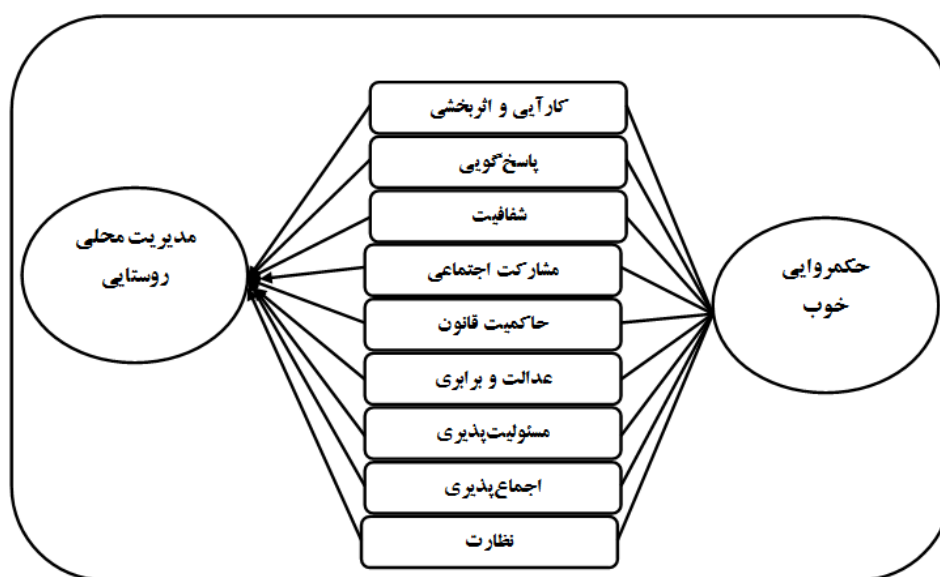 کارآیی و اثربخشی
پاسخ‌گویی
شفافیت
مشارکت اجتماعی
حاکمیت قانون
عدالت و برابری
مسئولیت‌پذیری
اجماع‌پذیری
نظارت
حکمروایی
خوب
مدیریت محلی
روستایی